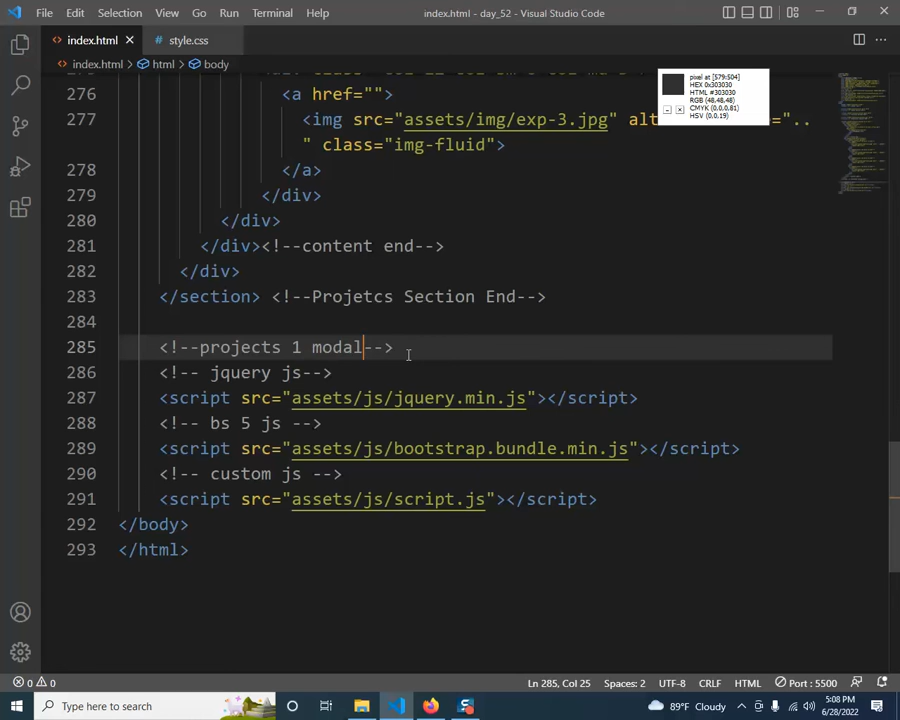 File Edit Selection View Go Run Terminal Help index.html - day_52 - Visual Studio Code
index.html style.css
index.html > html > body
pixel at [579:504]
HEX 0x303030
HTML #303030
RGB (48,48,48)
CMYK (0.0.0.81)
HSV (0.0.19)
276 <a href="">
277 <img src="assets/img/exp-3.jpg" ="..
" class="img-fluid">
278 </a>
279 </div>
280 </div>
281 </div><!--content end-->
282 </div>
283 </section> <!--Projetcs Section End-->
284
285 <!--projects 1 modal-->
286 <!-- jquery js-->
287 <script src="assets/js/jquery.min.js"></script>
288 <!-- bs 5 js -->
289 <script src="assets/js/bootstrap.bundle.min.js"></script>
290 <!-- custom js -->
291 <script src="assets/js/script.js"></script>
292 </body>
293 </html>
0 0 Ln 285, Col 25 Spaces: 2 UTF-8 CRLF HTML Port : 5500
Type here to search 89°F Cloudy 5:08 PM
6/28/2022